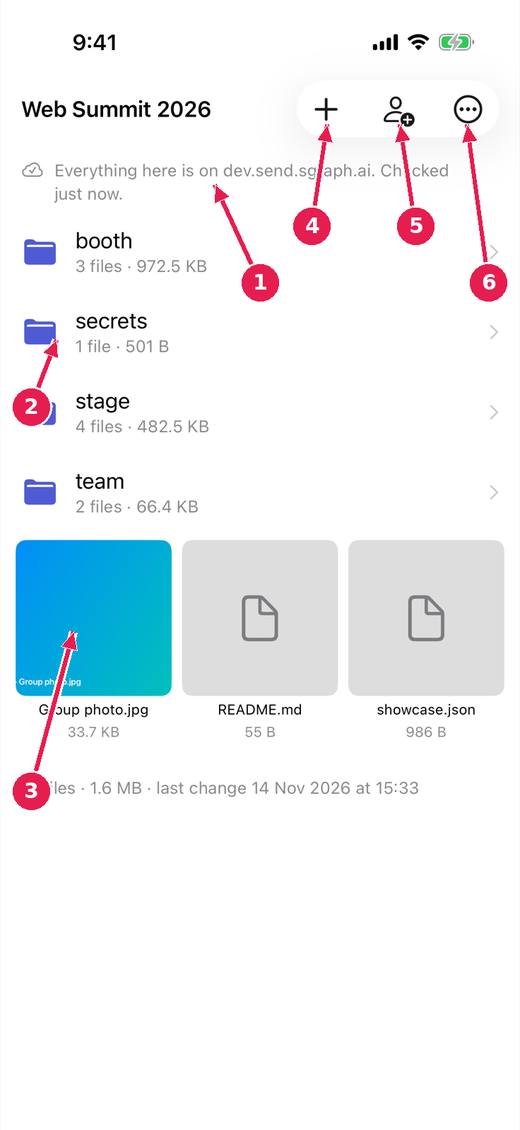 9:41
Web Summit 2026
Everything here is on dev.send.sgraph.ai. Checked
just now.
4
5
booth
3 files · 972.5 KB
1
6
secrets
1 file · 501 B
2
stage
4 files · 482.5 KB
team
2 files · 66.4 KB
Group photo.jpg
Group photo.jpg
README.md
showcase.json
33.7 KB
55 B
986 B
3
iles · 1.6 MB · last change 14 Nov 2026 at 15:33